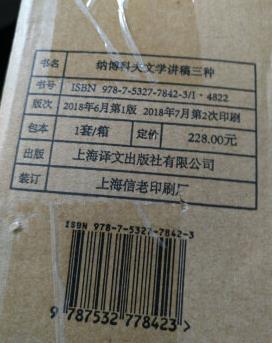 书名 纳博科夫文学讲稿三种
书号 ISBN 978-7-5327-7842-3/I·4822
版次 2018年6月第1版 2018年7月第2次印刷
包本 1套/箱 定价 228.00元
出版 上海译文出版社有限公司
装订 上海信老印刷厂
ISBN 978-7-5327-7842-3
9 787532 778423 >